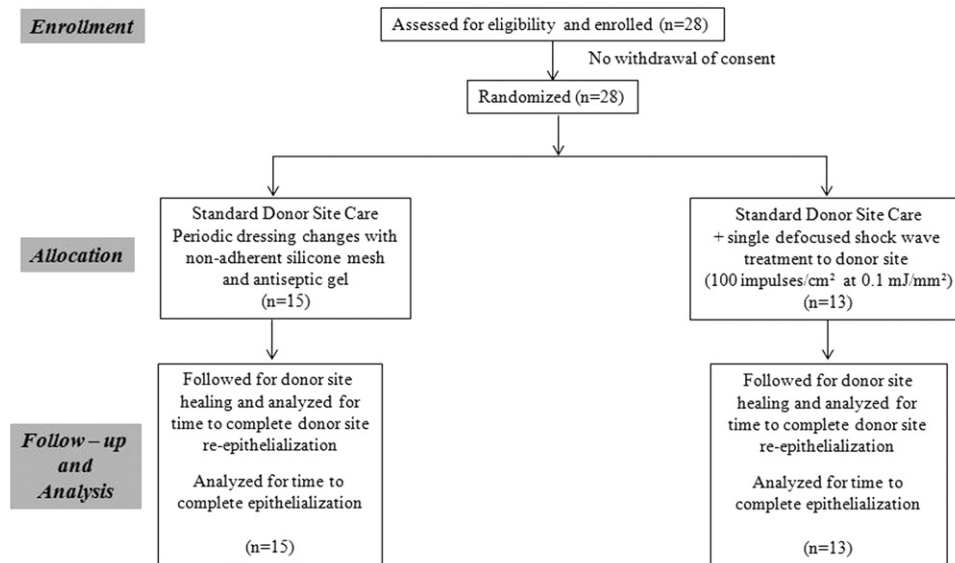 Enrollment
Assessed for eligibility and enrolled (n=28)
No withdrawal of consent
Randomized (n=28)
Allocation
Standard Donor Site Care
Periodic dressing changes with
non-adherent silicone mesh
and antiseptic gel
(n=15)
Standard Donor Site Care
+ single defocused shock wave
treatment to donor site
(100 impulses/cm² at 0.1 mJ/mm²)
(n=13)
Follow – up
and
Analysis
Followed for donor site
healing and analyzed for
time to complete donor site
re-epithelialization
Analyzed for time to
complete epithelialization
(n=15)
Followed for donor site
healing and analyzed for
time to complete donor site
re-epithelialization
Analyzed for time to
complete epithelialization
(n=13)